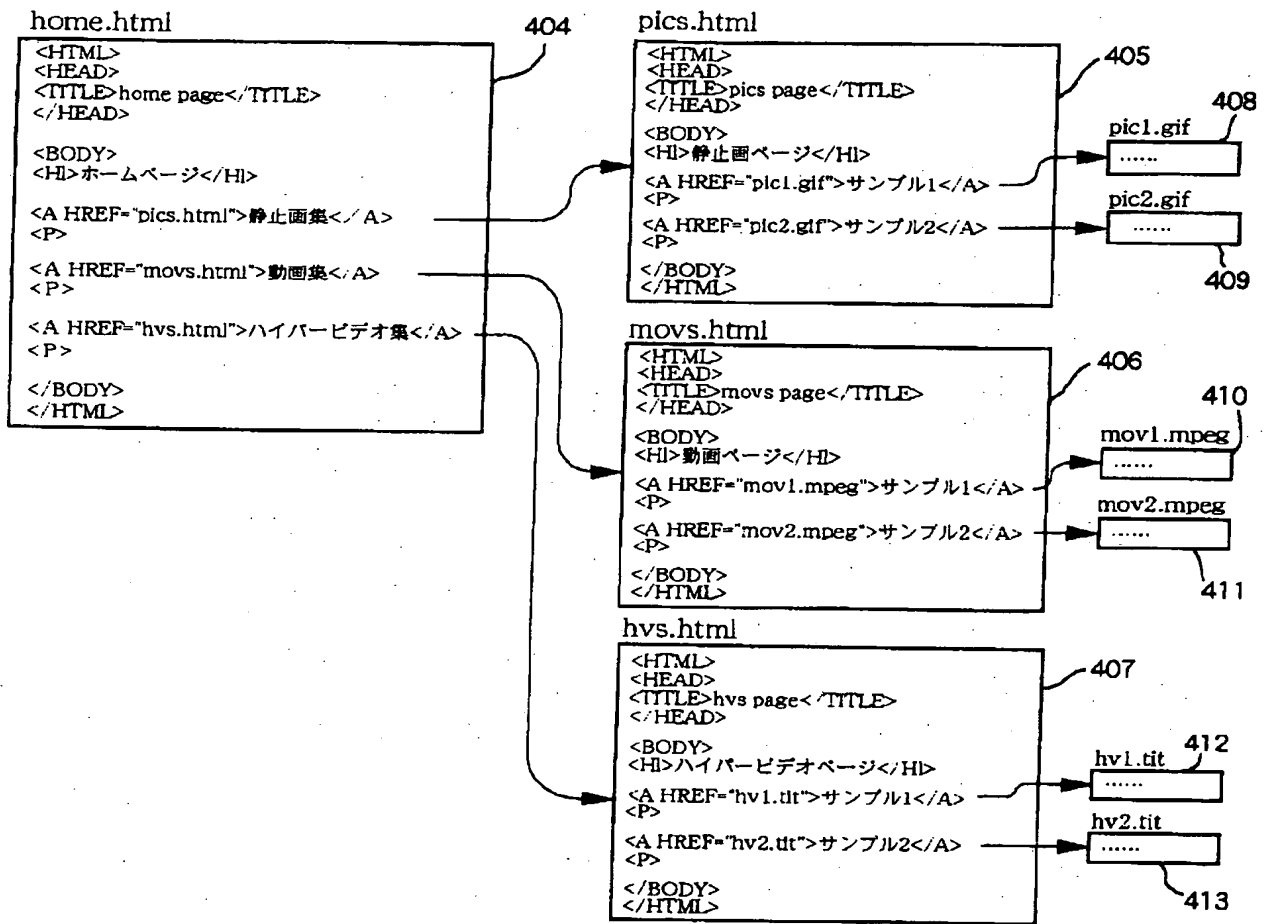 home.html
404
<HTML>
<HEAD>
<TITLE>home page</TITLE>
</HEAD>
<BODY>
<H1>ホームページ</H1>
<A HREF="pics.html">静止画集</A>
<P>
<A HREF="movs.html">動画集</A>
<P>
<A HREF="hvs.html">ハイパービデオ集</A>
<P>
</BODY>
</HTML>
pics.html
405
<HTML>
<HEAD>
<TITLE>pics page</TITLE>
</HEAD>
<BODY>
<H1>静止画ページ</H1>
<A HREF="pic1.gif">サンプル1</A>
<P>
<A HREF="pic2.gif">サンプル2</A>
<P>
</BODY>
</HTML>
408
pic1.gif
......
pic2.gif
......
409
movs.html
406
<HTML>
<HEAD>
<TITLE>movs page</TITLE>
</HEAD>
<BODY>
<H1>動画ページ</H1>
<A HREF="mov1.mpeg">サンプル1</A>
<P>
<A HREF="mov2.mpeg">サンプル2</A>
<P>
</BODY>
</HTML>
410
mov1.mpeg
......
mov2.mpeg
......
411
hvs.html
407
<HTML>
<HEAD>
<TITLE>hvs page</TITLE>
</HEAD>
<BODY>
<H1>ハイパービデオページ</H1>
<A HREF="hv1.tit">サンプル1</A>
<P>
<A HREF="hv2.tit">サンプル2</A>
<P>
</BODY>
</HTML>
412
hv1.tit
......
hv2.tit
......
413